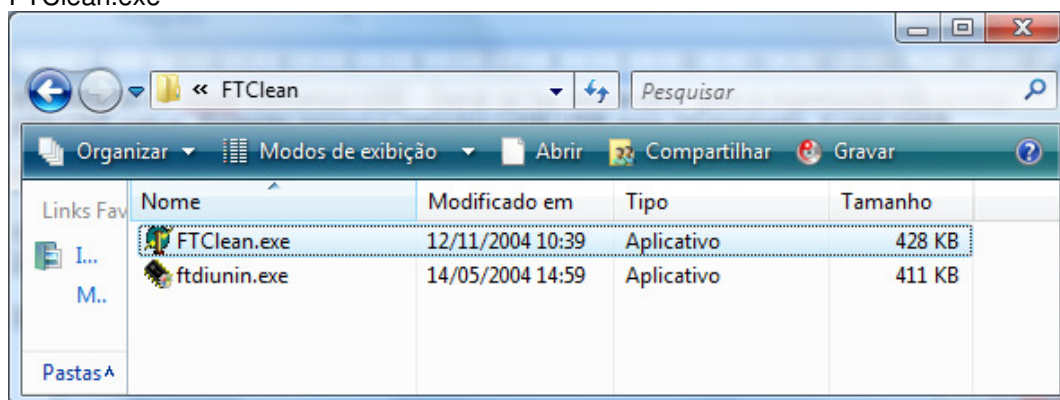 FTClean.exe
« FTClean
Pesquisar
Organizar Modos de exibição Abrir Compartilhar Gravar
Links Fav Nome Modificado em Tipo Tamanho
FTClean.exe 12/11/2004 10:39 Aplicativo 428 KB
I...
ftdiunin.exe 14/05/2004 14:59 Aplicativo 411 KB
M..
Pastas